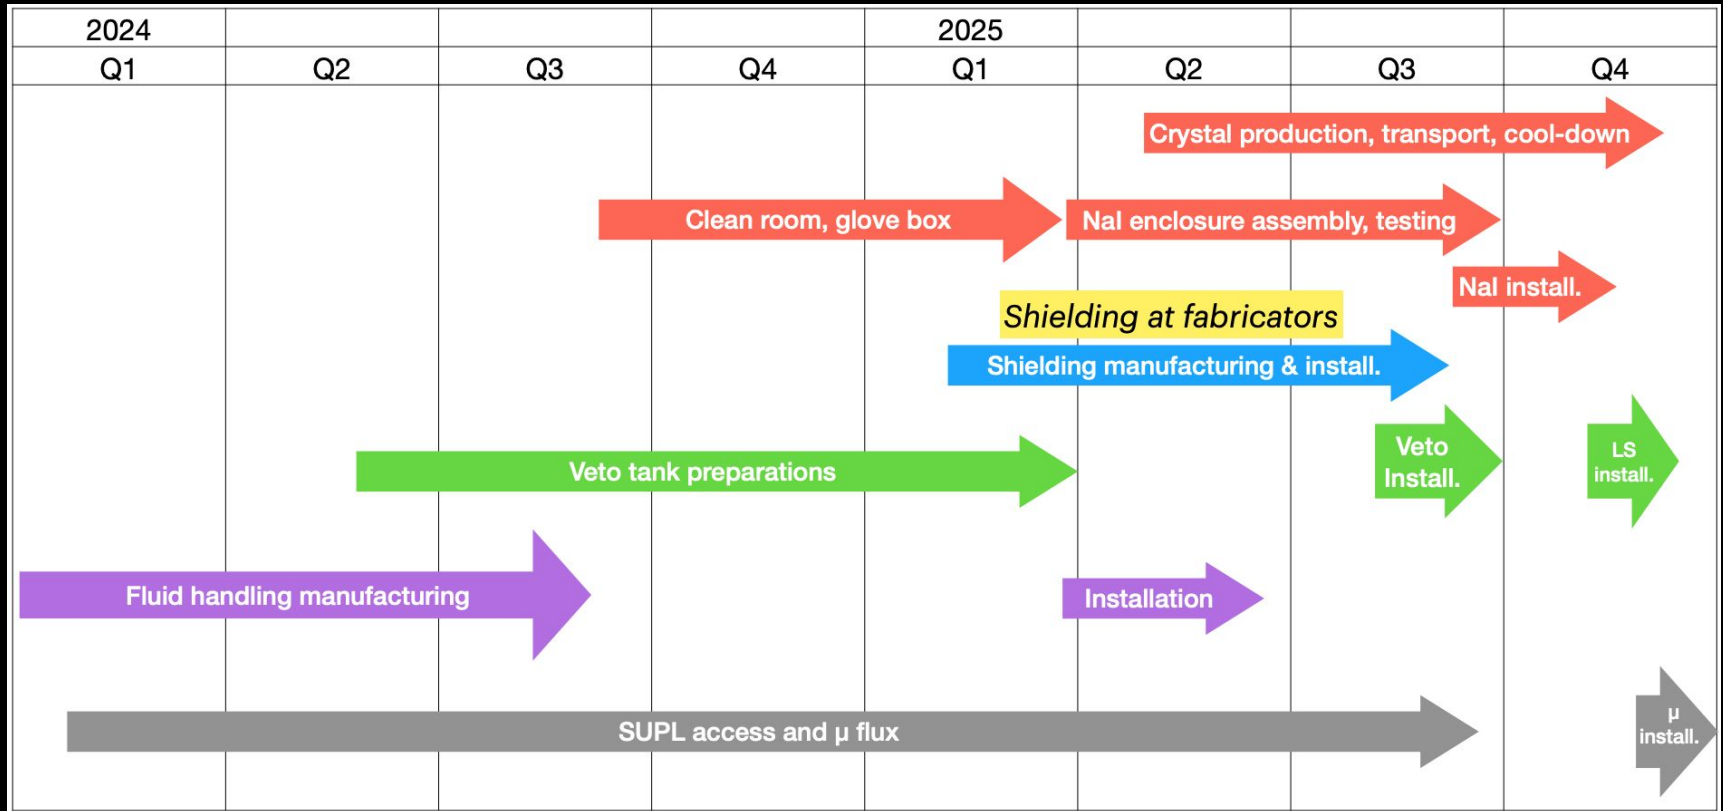 2024
2025
Q1
Q2
Q3
Q4
Q1
Q2
Q3
Q4
Crystal production, transport, cool-down
Clean room, glove box
NaI enclosure assembly, testing
NaI install.
Shielding at fabricators
Shielding manufacturing & install.
Veto
Install.
LS
install.
Veto tank preparations
Fluid handling manufacturing
Installation
SUPL access and μ flux
μ
install.